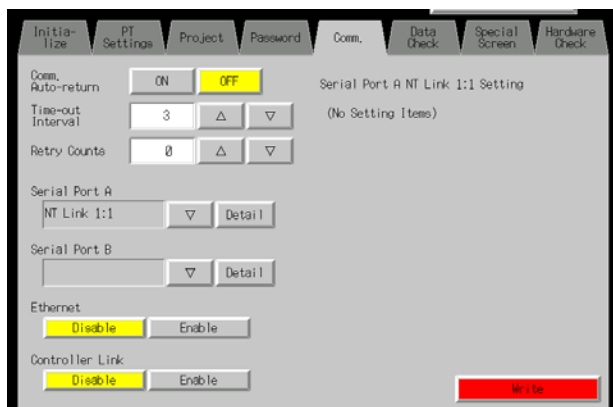 Initia-
lize
PT
Settings
Project
Password
Comm.
Data
Check
Special
Screen
Hardware
Check
Comm.
Auto-return
ON
OFF
Serial Port A NT Link 1:1 Setting
Time-out
Interval
3
△
▽
(No Setting Items)
Retry Counts
0
△
▽
Serial Port A
NT Link 1:1
▽
Detail
Serial Port B
▽
Detail
Ethernet
Disable
Enable
Controller Link
Disable
Enable
Write